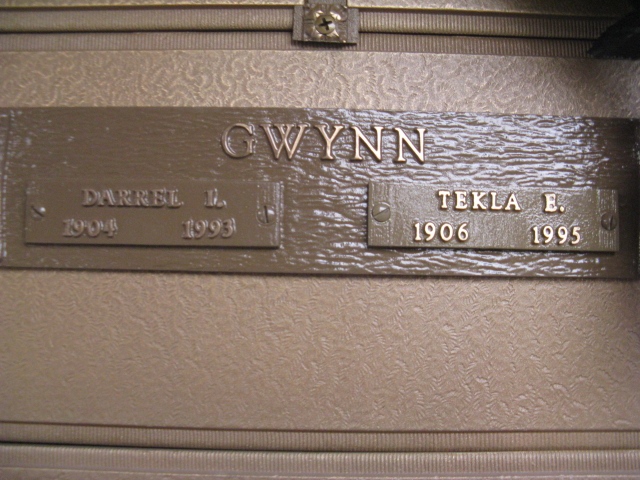 GWYNN
DARREL L.
1904 1993
TEKLA E.
1906 1995